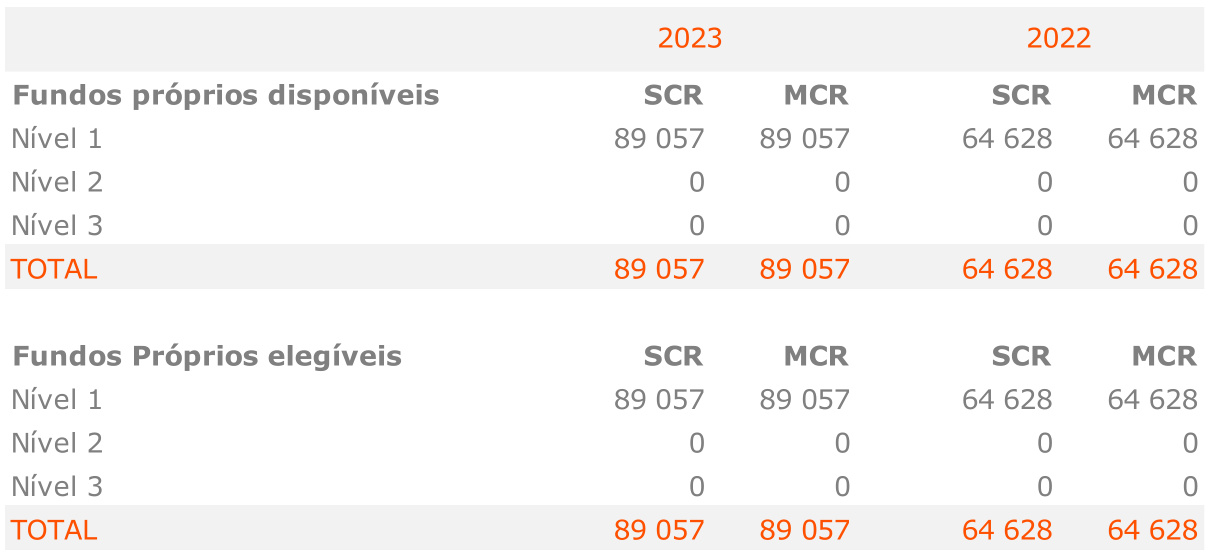 2023 2022
Fundos próprios disponíveis SCR MCR SCR MCR
Nível 1 89 057 89 057 64 628 64 628
Nível 2 0 0 0 0
Nível 3 0 0 0 0
TOTAL 89 057 89 057 64 628 64 628
Fundos Próprios elegíveis SCR MCR SCR MCR
Nível 1 89 057 89 057 64 628 64 628
Nível 2 0 0 0 0
Nível 3 0 0 0 0
TOTAL 89 057 89 057 64 628 64 628